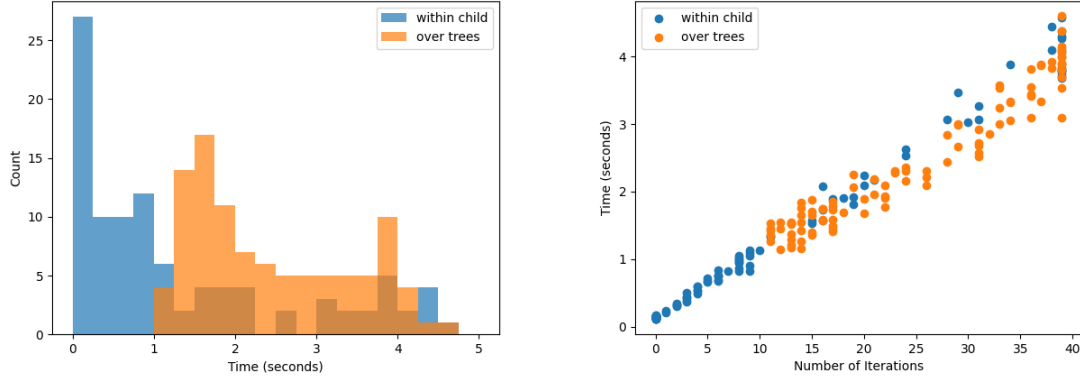 within child
over trees
25
20
15
10
5
0
Count
0 1 2 3 4 5
Time (seconds)
within child
over trees
4
3
2
1
0
Time (seconds)
0 5 10 15 20 25 30 35 40
Number of Iterations